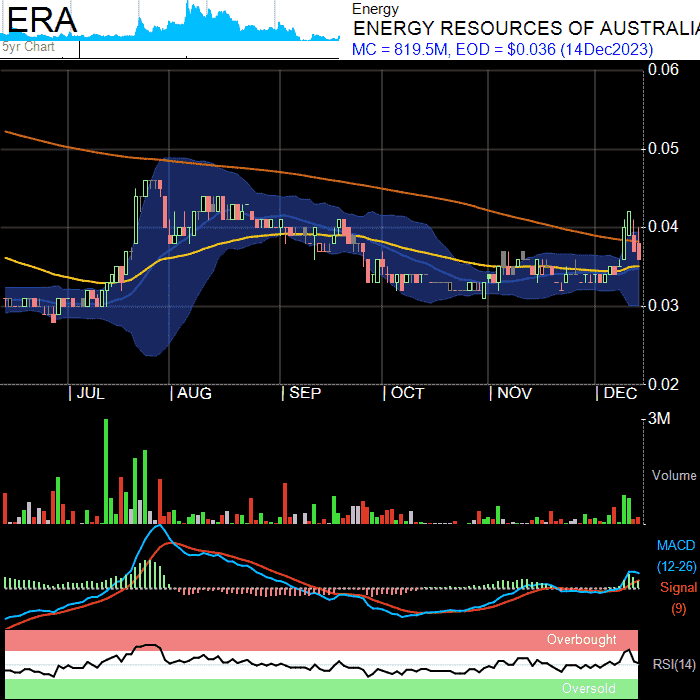 ERA
5yr Chart
Energy
ENERGY RESOURCES OF AUSTRALIA
MC = 819.5M, EOD = $0.036 (14Dec2023)
0.06
0.05
0.04
0.03
0.02
JUL AUG SEP OCT NOV DEC
3M
Volume
MACD
(12-26)
Signal
(9)
Overbought
RSI(14)
Oversold